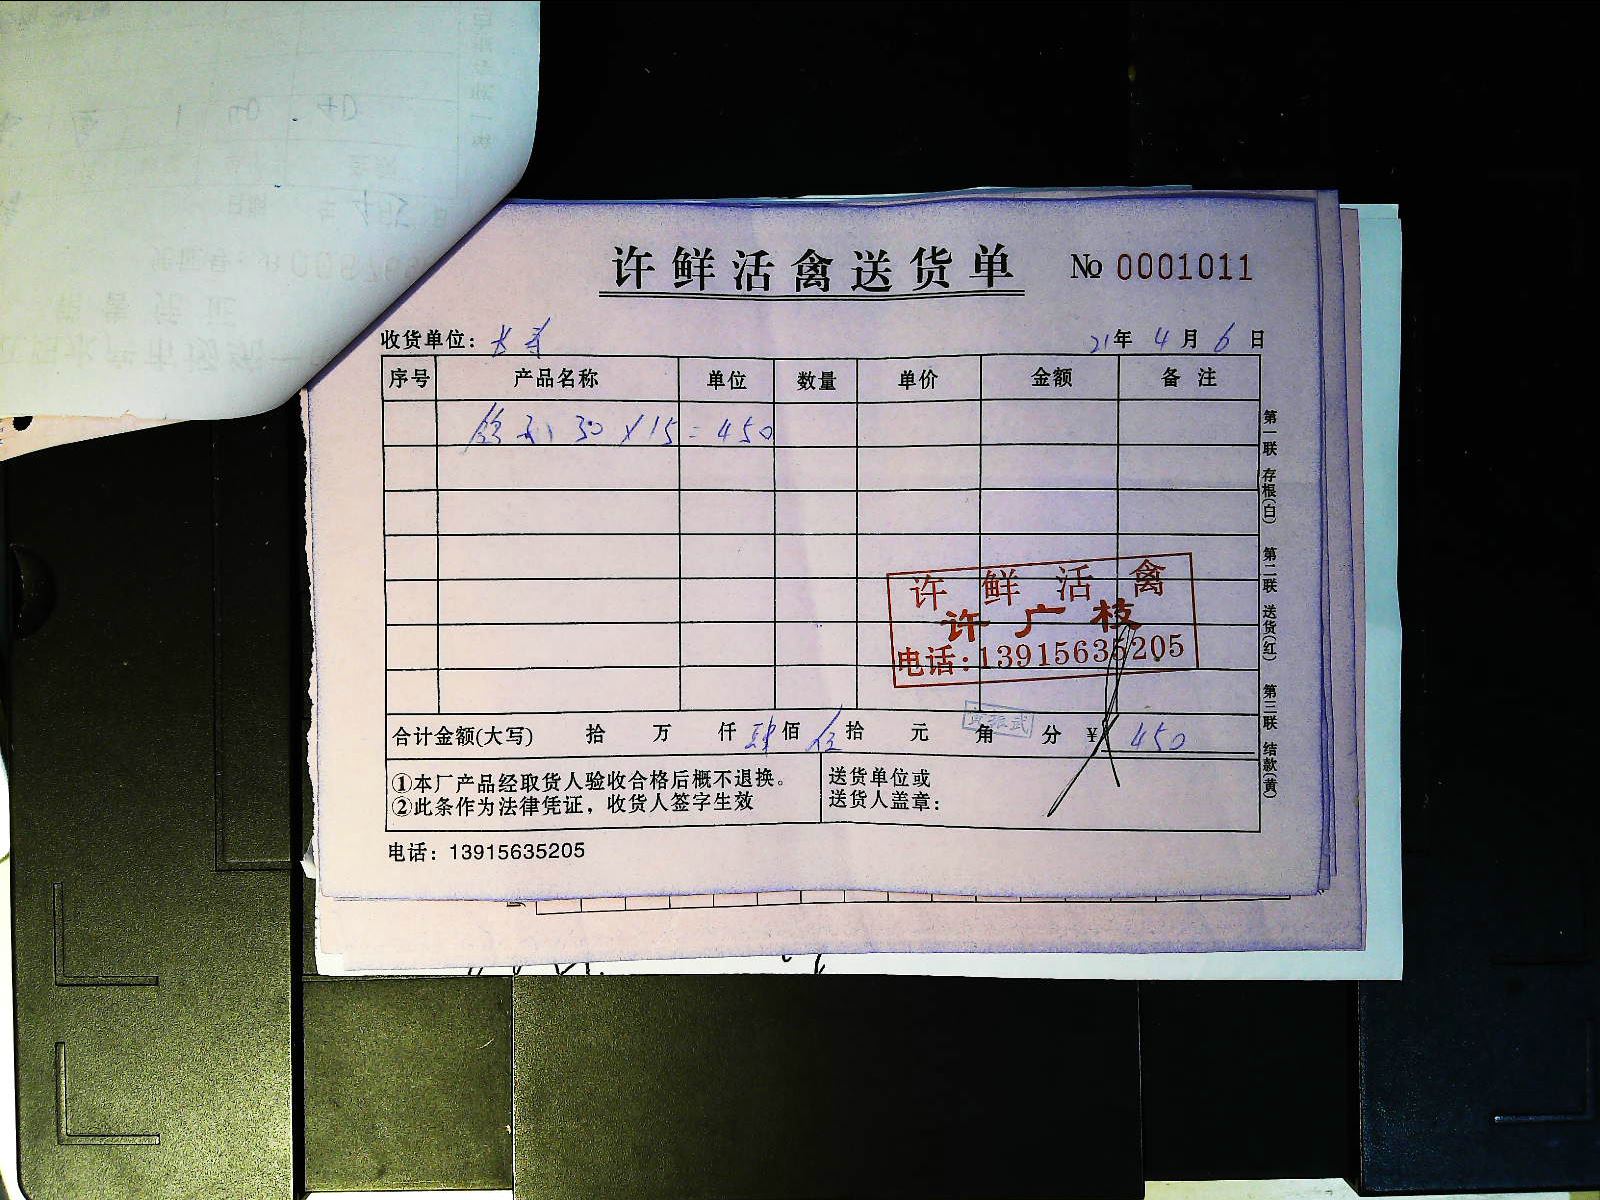 许鲜活禽送货单 № 0001011
收货单位： 21年 4月 6日
序号 产品名称 单位 数量 单价 金额 备注
鸽子 30×15=450
许鲜活禽
许广枝
电话:13915635205
合计金额(大写) 拾 万 仟 肆佰 伍拾 元 角 分 ¥ 450
①本厂产品经取货人验收合格后概不退换。
②此条作为法律凭证，收货人签字生效
送货单位或
送货人盖章：
电话：13915635205
第一联 存根(白) 第二联 送货(红) 第三联 结款(黄)